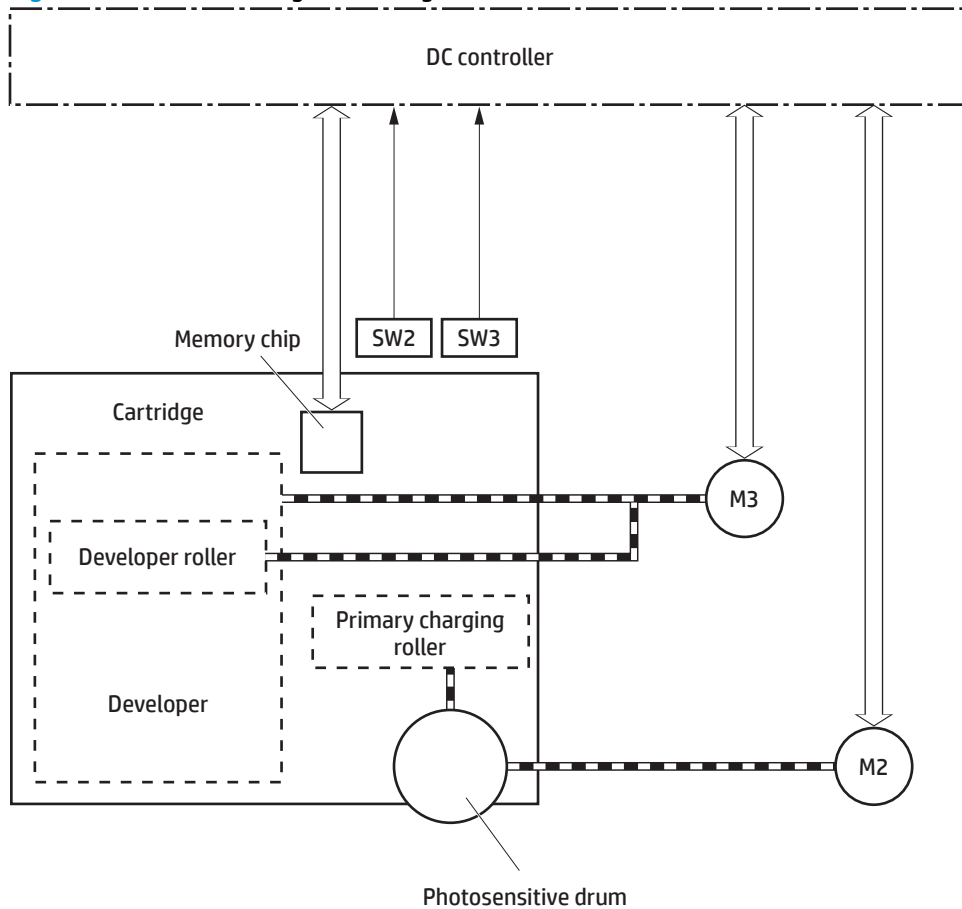 DC controller
Memory chip
SW2
SW3
Cartridge
M3
Developer roller
Primary charging
roller
Developer
M2
Photosensitive drum